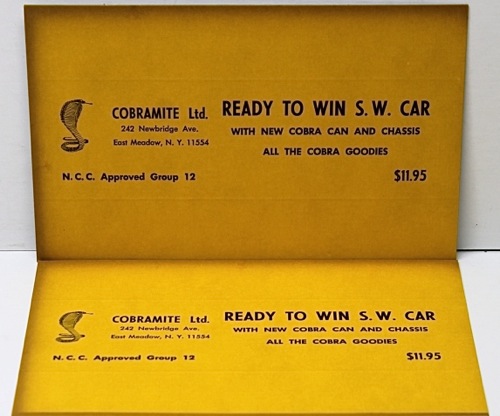 COBRAMITE Ltd.
242 Newbridge Ave.
East Meadow, N. Y. 11554
READY TO WIN S. W. CAR
WITH NEW COBRA CAN AND CHASSIS
ALL THE COBRA GOODIES
N. C. C. Approved Group 12
$11.95
COBRAMITE Ltd.
242 Newbridge Ave.
East Meadow, N. Y. 11554
READY TO WIN S. W. CAR
WITH NEW COBRA CAN AND CHASSIS
ALL THE COBRA GOODIES
N. C. C. Approved Group 12
$11.95